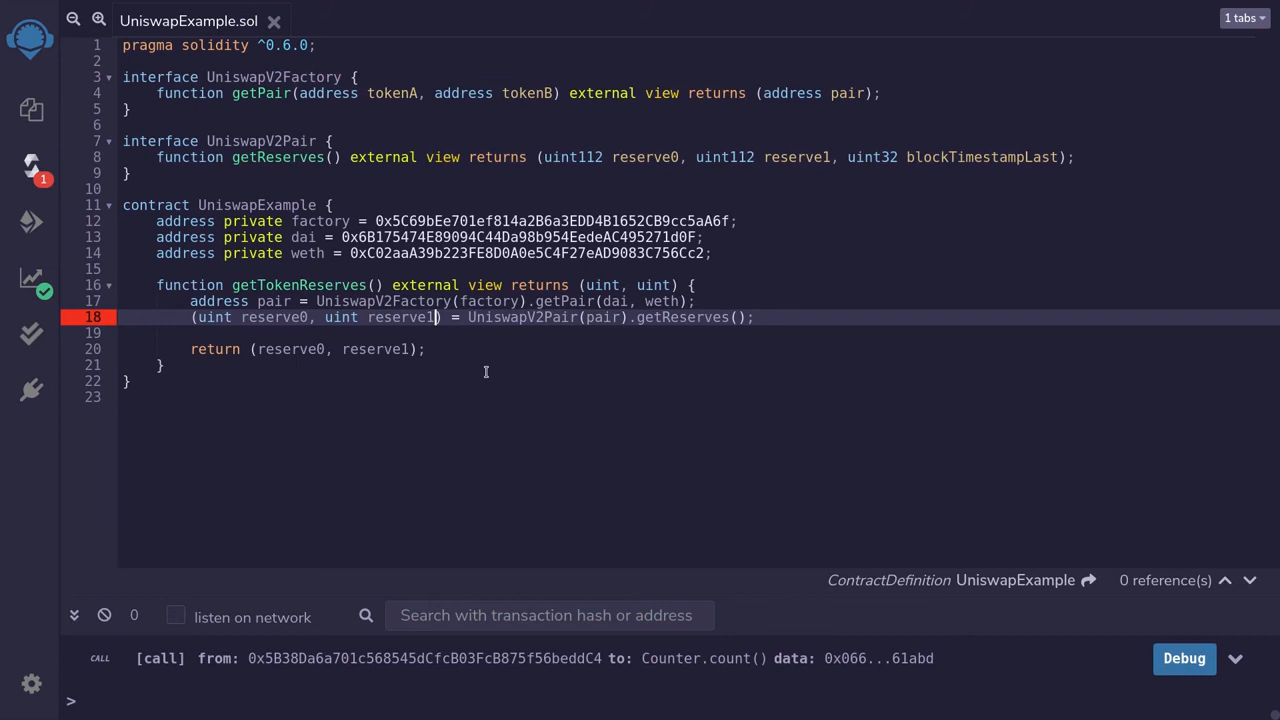 UniswapExample.sol
1 tabs
1 pragma solidity ^0.6.0;
2
3 interface UniswapV2Factory {
4 function getPair(address tokenA, address tokenB) external view returns (address pair);
5 }
6
7 interface UniswapV2Pair {
8 function getReserves() external view returns (uint112 reserve0, uint112 reserve1, uint32 blockTimestampLast);
9 }
10
11 contract UniswapExample {
12 address private factory = 0x5C69bEe701ef814a2B6a3EDD4B1652CB9cc5aA6f;
13 address private dai = 0x6B175474E89094C44Da98b954EedeAC495271d0F;
14 address private weth = 0xC02aaA39b223FE8D0A0e5C4F27eAD9083C756Cc2;
15
16 function getTokenReserves() external view returns (uint, uint) {
17 address pair = UniswapV2Factory(factory).getPair(dai, weth);
1
18 (uint reserve0, uint reserve1) = UniswapV2Pair(pair).getReserves();
19
20 return (reserve0, reserve1);
21 }
22 }
23
ContractDefinition UniswapExample 0 reference(s)
0 listen on network Search with transaction hash or address
CALL [call] from: 0x5B38Da6a701c568545dCfcB03FcB875f56beddC4 to: Counter.count() data: 0x066...61abd Debug
>